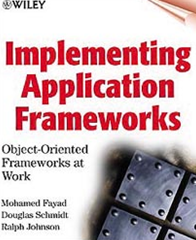 WILEY
Implementing
Application
Frameworks
Object-Oriented
Frameworks at
Work
Mohamed Fayad
Douglas Schmidt
Ralph Johnson